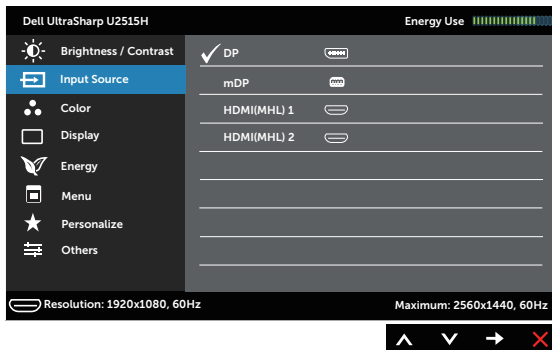 Dell UltraSharp U2515H
Energy Use
Brightness / Contrast
DP
Input Source
mDP
Color
HDMI(MHL) 1
Display
HDMI(MHL) 2
Energy
Menu
Personalize
Others
Resolution: 1920x1080, 60Hz
Maximum: 2560x1440, 60Hz